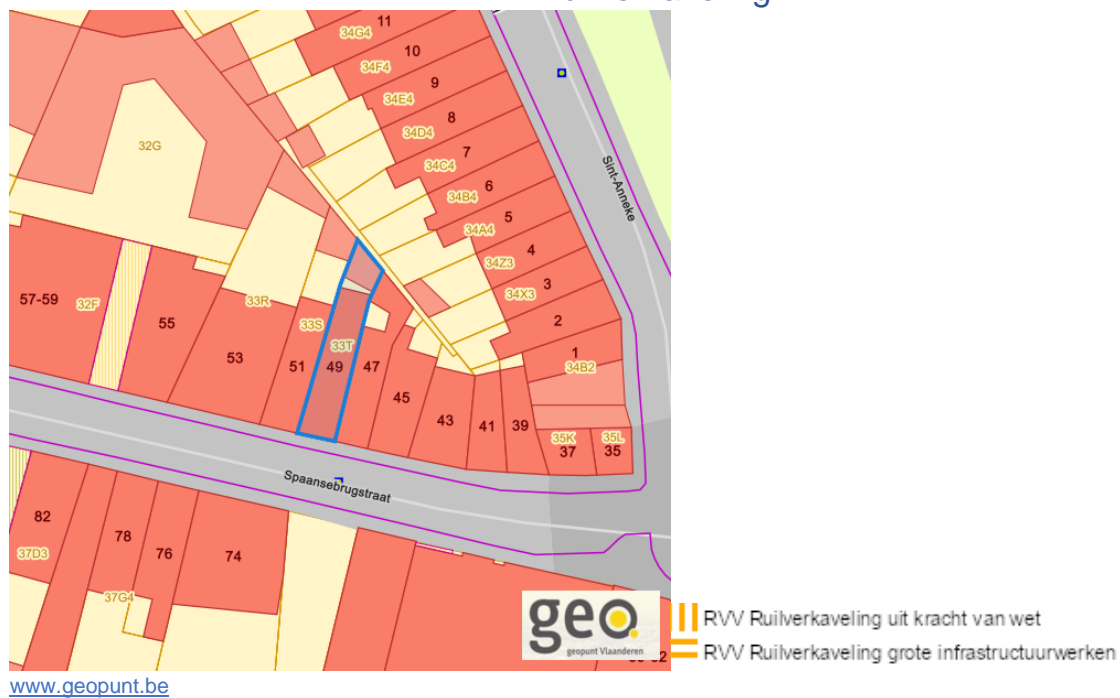 11
34G4
10
34F4
9
34E4
8
34D4
7
34C4
6
34B4
5
34A4
4
34Z3
3
34X3
2
1
34B2
Sint-Anneke
32G
57-59
32F
55
33R
53
33S
51
33T
49
47
45
43
41
39
35K
37
35L
35
Spaansebrugstraat
82
37D3
78
76
74
37G4
geo
geopunt Vlaanderen
RVV Ruilverkaveling uit kracht van wet
RVV Ruilverkaveling grote infrastructuurwerken
www.geopunt.be